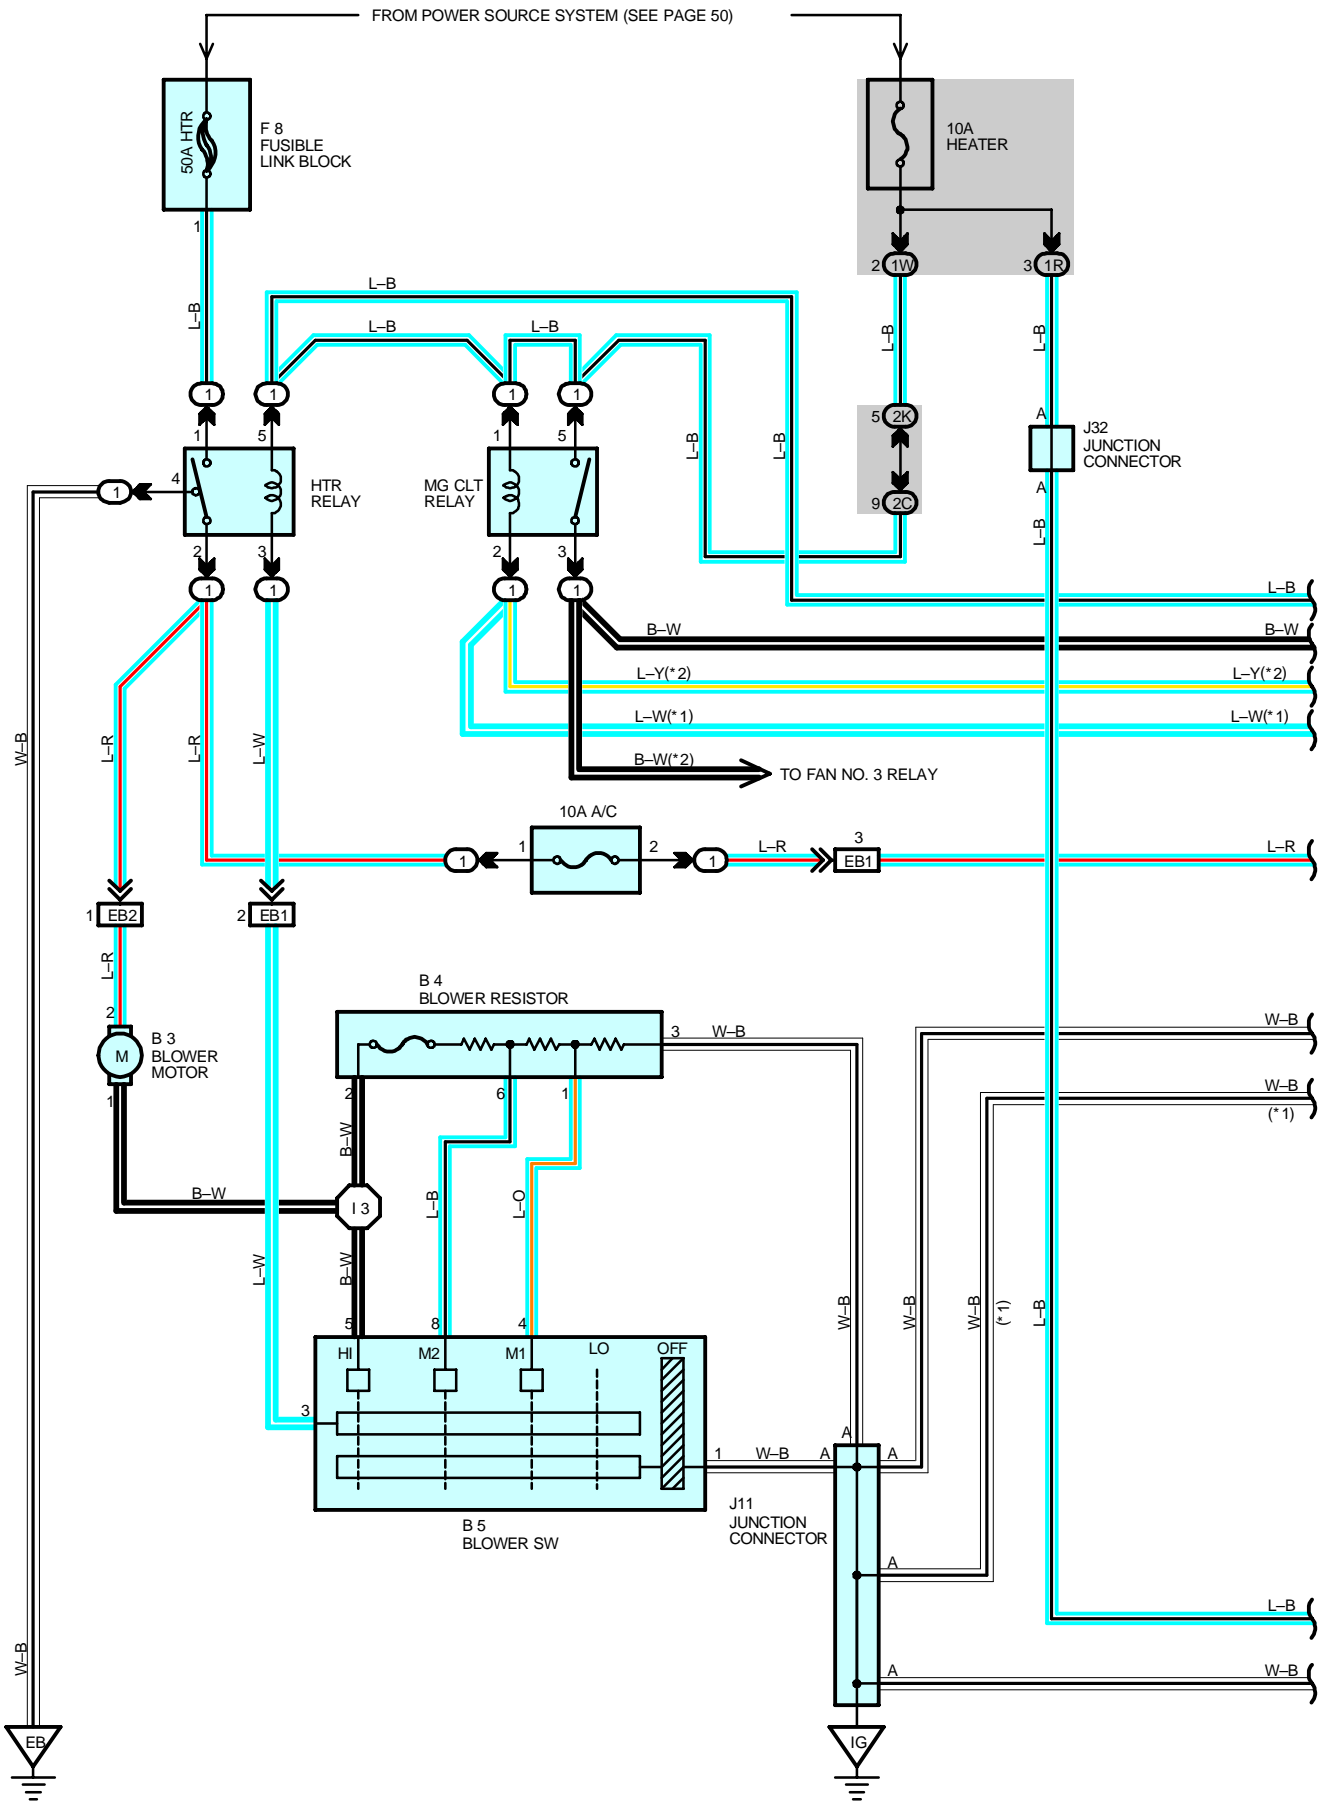 FROM POWER SOURCE SYSTEM (SEE PAGE 50)
50A HTR
F 8
FUSIBLE
LINK BLOCK
10A
HEATER
1
2 1W
3 1R
L–B
L–B
L–B
L–B
L–B
L–B
1
1
1
1
5 2K
A
J32
JUNCTION
CONNECTOR
1
5
1
5
L–B
L–B
4
1
HTR
RELAY
MG CLT
RELAY
9 2C
A
L–B
2
3
2
3
1
1
1
1
L–B
B–W
B–W
L–Y(*2)
L–Y(*2)
L–W(*1)
L–W(*1)
W–B
L–R
L–R
L–W
B–W(*2)
TO FAN NO. 3 RELAY
10A A/C
1
1
2
1
L–R
3
EB1
L–R
1 EB2
2 EB1
L–R
B 4
BLOWER RESISTOR
2
3
W–B
W–B
M
B 3
BLOWER
MOTOR
1
2
6
1
W–B
(*1)
B–W
B–W
I 3
L–B
L–O
L–W
B–W
W–B
W–B
W–B
(*1)
L–B
5
8
4
HI
M2
M1
LO
OFF
3
A
1
W–B
A
A
B 5
BLOWER SW
J11
JUNCTION
CONNECTOR
A
L–B
W–B
A
W–B
EB
IG